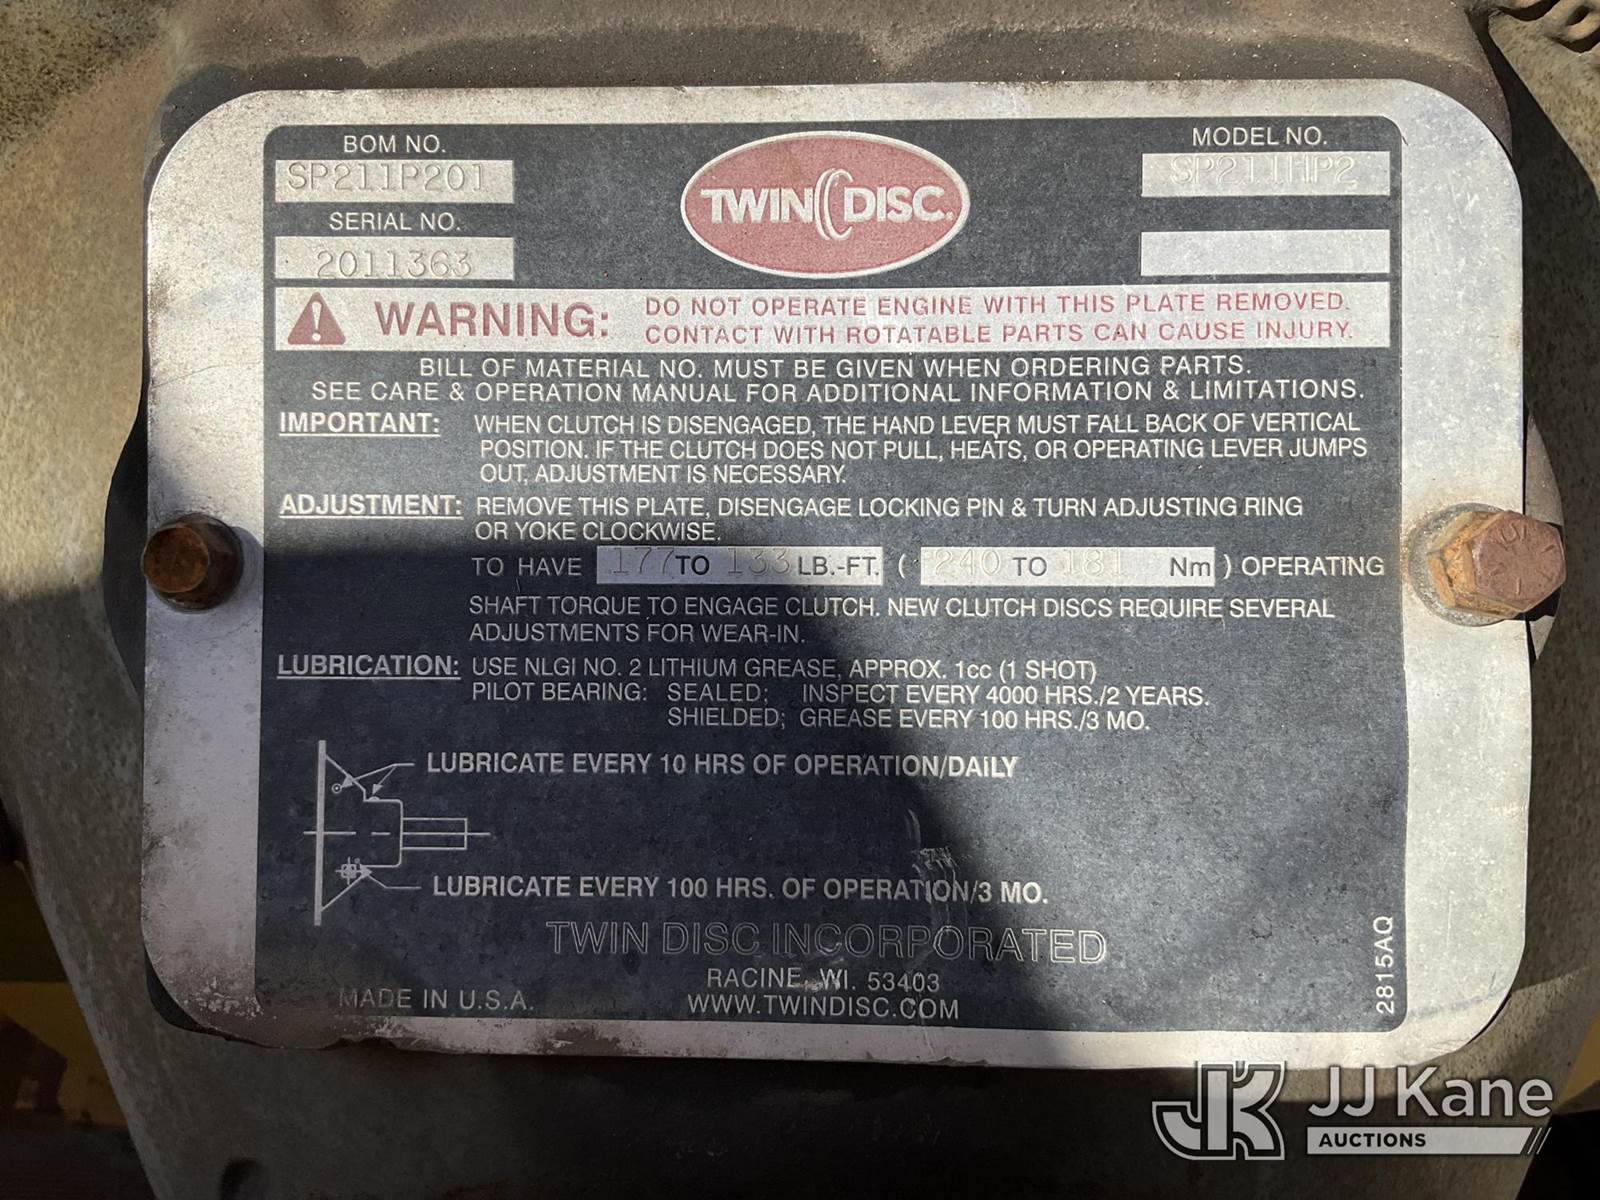 BOM NO.
SP211P201
SERIAL NO.
2011363
TWIN DISC®
MODEL NO.
SP211HP2
WARNING: DO NOT OPERATE ENGINE WITH THIS PLATE REMOVED.
CONTACT WITH ROTATABLE PARTS CAN CAUSE INJURY.
BILL OF MATERIAL NO. MUST BE GIVEN WHEN ORDERING PARTS.
SEE CARE & OPERATION MANUAL FOR ADDITIONAL INFORMATION & LIMITATIONS.
IMPORTANT: WHEN CLUTCH IS DISENGAGED, THE HAND LEVER MUST FALL BACK OF VERTICAL
POSITION. IF THE CLUTCH DOES NOT PULL, HEATS, OR OPERATING LEVER JUMPS
OUT, ADJUSTMENT IS NECESSARY.
ADJUSTMENT: REMOVE THIS PLATE, DISENGAGE LOCKING PIN & TURN ADJUSTING RING
OR YOKE CLOCKWISE.
TO HAVE 177 TO 133 LB.-FT. ( 240 TO 181 Nm ) OPERATING
SHAFT TORQUE TO ENGAGE CLUTCH. NEW CLUTCH DISCS REQUIRE SEVERAL
ADJUSTMENTS FOR WEAR-IN.
LUBRICATION: USE NLGI NO. 2 LITHIUM GREASE, APPROX. 1cc (1 SHOT)
PILOT BEARING: SEALED; INSPECT EVERY 4000 HRS./2 YEARS.
SHIELDED; GREASE EVERY 100 HRS./3 MO.
LUBRICATE EVERY 10 HRS OF OPERATION/DAILY
LUBRICATE EVERY 100 HRS. OF OPERATION/3 MO.
TWIN DISC INCORPORATED
RACINE, WI. 53403
WWW.TWINDISC.COM
MADE IN U.S.A.
2815AQ
JK JJ Kane
AUCTIONS